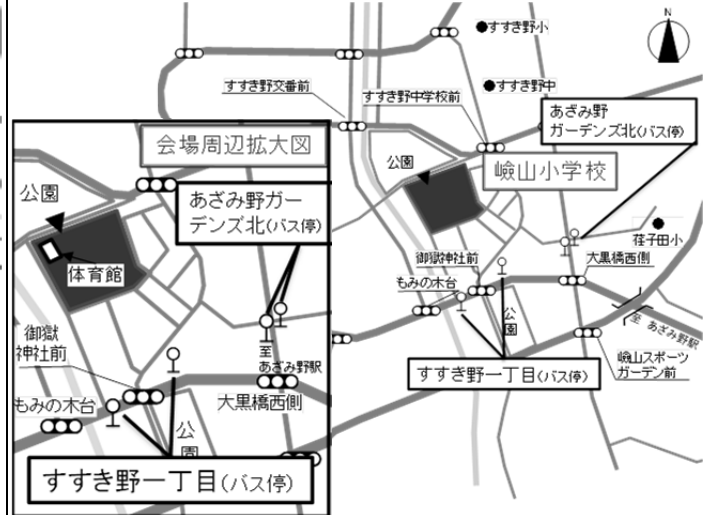 N
●すすき野小
すすき野交番前
すすき野中学校前
●すすき野中
あざみ野
ガーデンズ北(バス停)
公園
嶮山小学校
荏子田小
御嶽神社前
大黒橋西側
もみの木台
公
園
至 あざみ野駅
嶮山スポーツ
ガーデン前
すすき野一丁目(バス停)
会場周辺拡大図
公園
あざみ野ガー
デンズ北(バス停)
体育館
御嶽
神社前
至
あざみ野駅
もみの木台
大黒橋西側
公
園
すすき野一丁目(バス停)